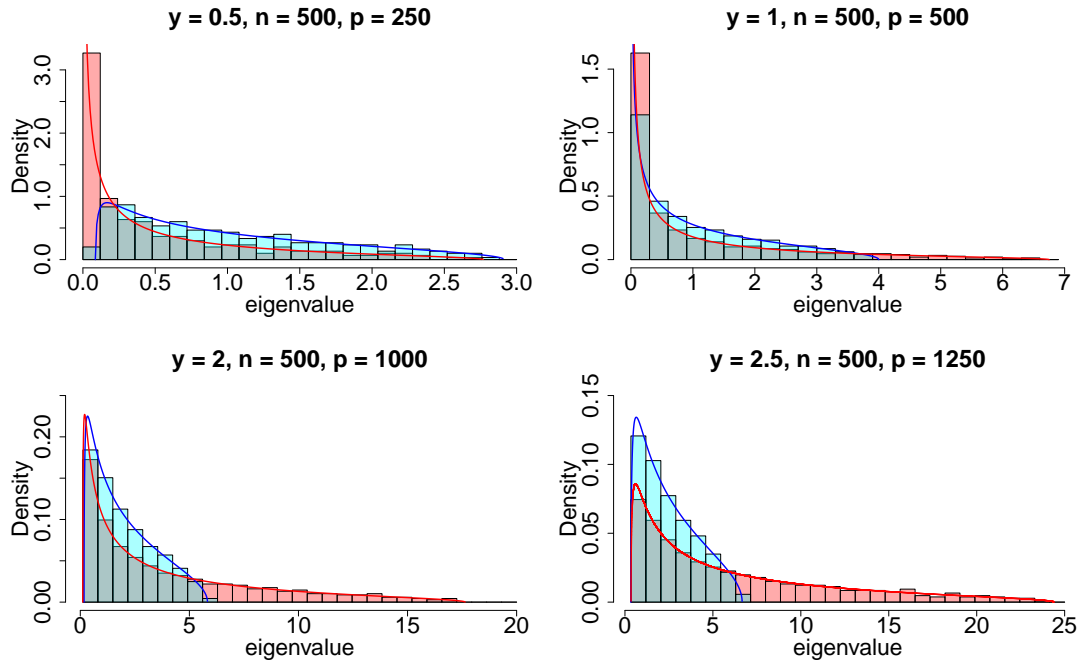 y = 0.5, n = 500, p = 250
Density
0.0 1.0 2.0 3.0
0.0 0.5 1.0 1.5 2.0 2.5 3.0
eigenvalue
y = 1, n = 500, p = 500
Density
0.0 0.5 1.0 1.5
0 1 2 3 4 5 6 7
eigenvalue
y = 2, n = 500, p = 1000
Density
0.00 0.10 0.20
0 5 10 15 20
eigenvalue
y = 2.5, n = 500, p = 1250
Density
0.00 0.05 0.10 0.15
0 5 10 15 20 25
eigenvalue